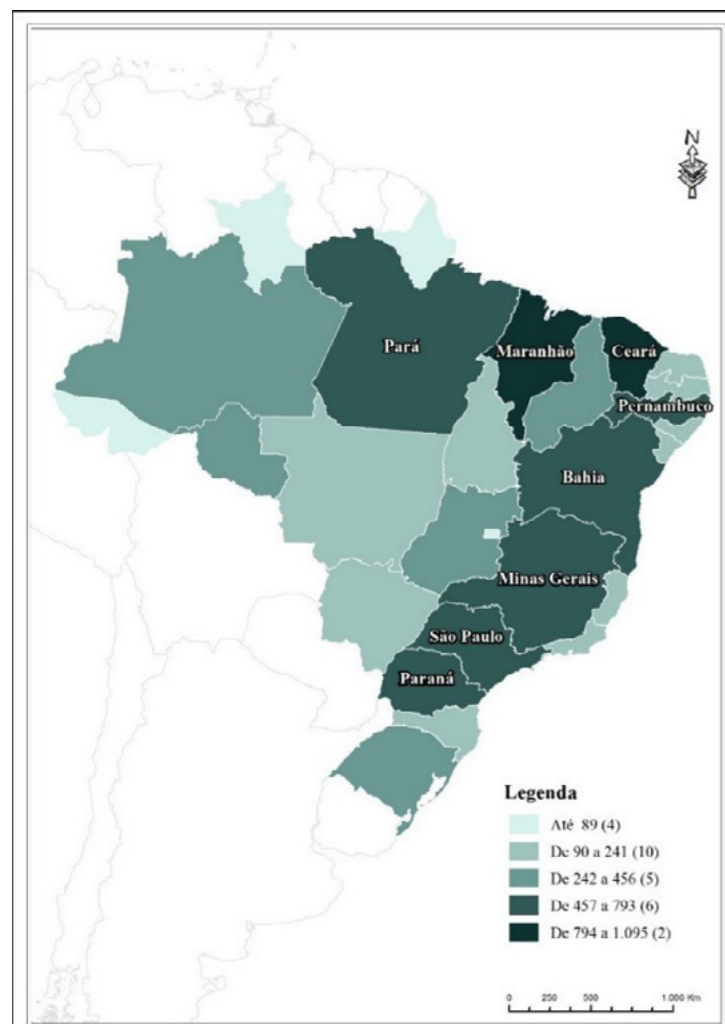 N
Pará
Maranhão
Ceará
Pernambuco
Bahia
Minas Gerais
São Paulo
Paraná
Legenda
Até 89 (4)
De 90 a 241 (10)
De 242 a 456 (5)
De 457 a 793 (6)
De 794 a 1.095 (2)
0 250 500 1.000 Km